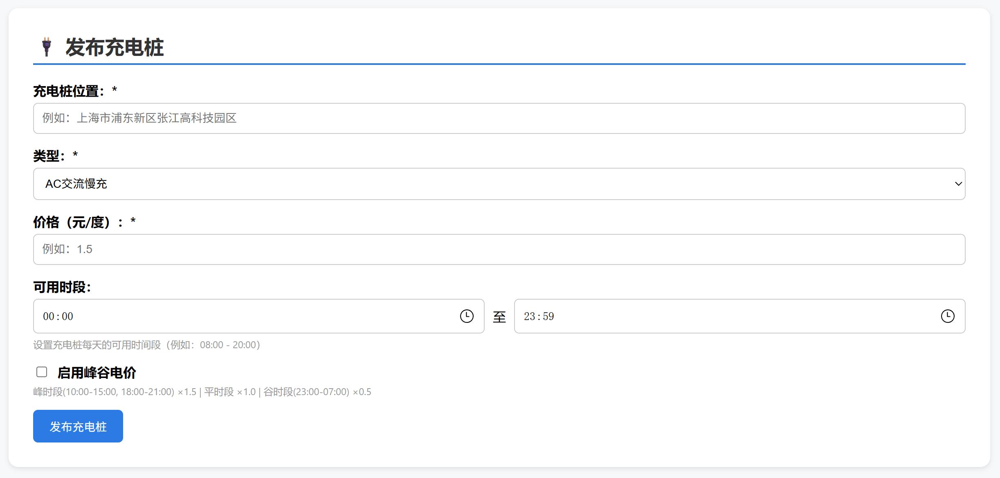 发布充电桩
充电桩位置：*
例如：上海市浦东新区张江高科技园区
类型：*
AC交流慢充
价格（元/度）：*
例如：1.5
可用时段：
00:00 至 23:59
设置充电桩每天的可用时间段（例如：08:00 - 20:00）
启用峰谷电价
峰时段(10:00-15:00, 18:00-21:00) ×1.5 | 平时段 ×1.0 | 谷时段(23:00-07:00) ×0.5
发布充电桩